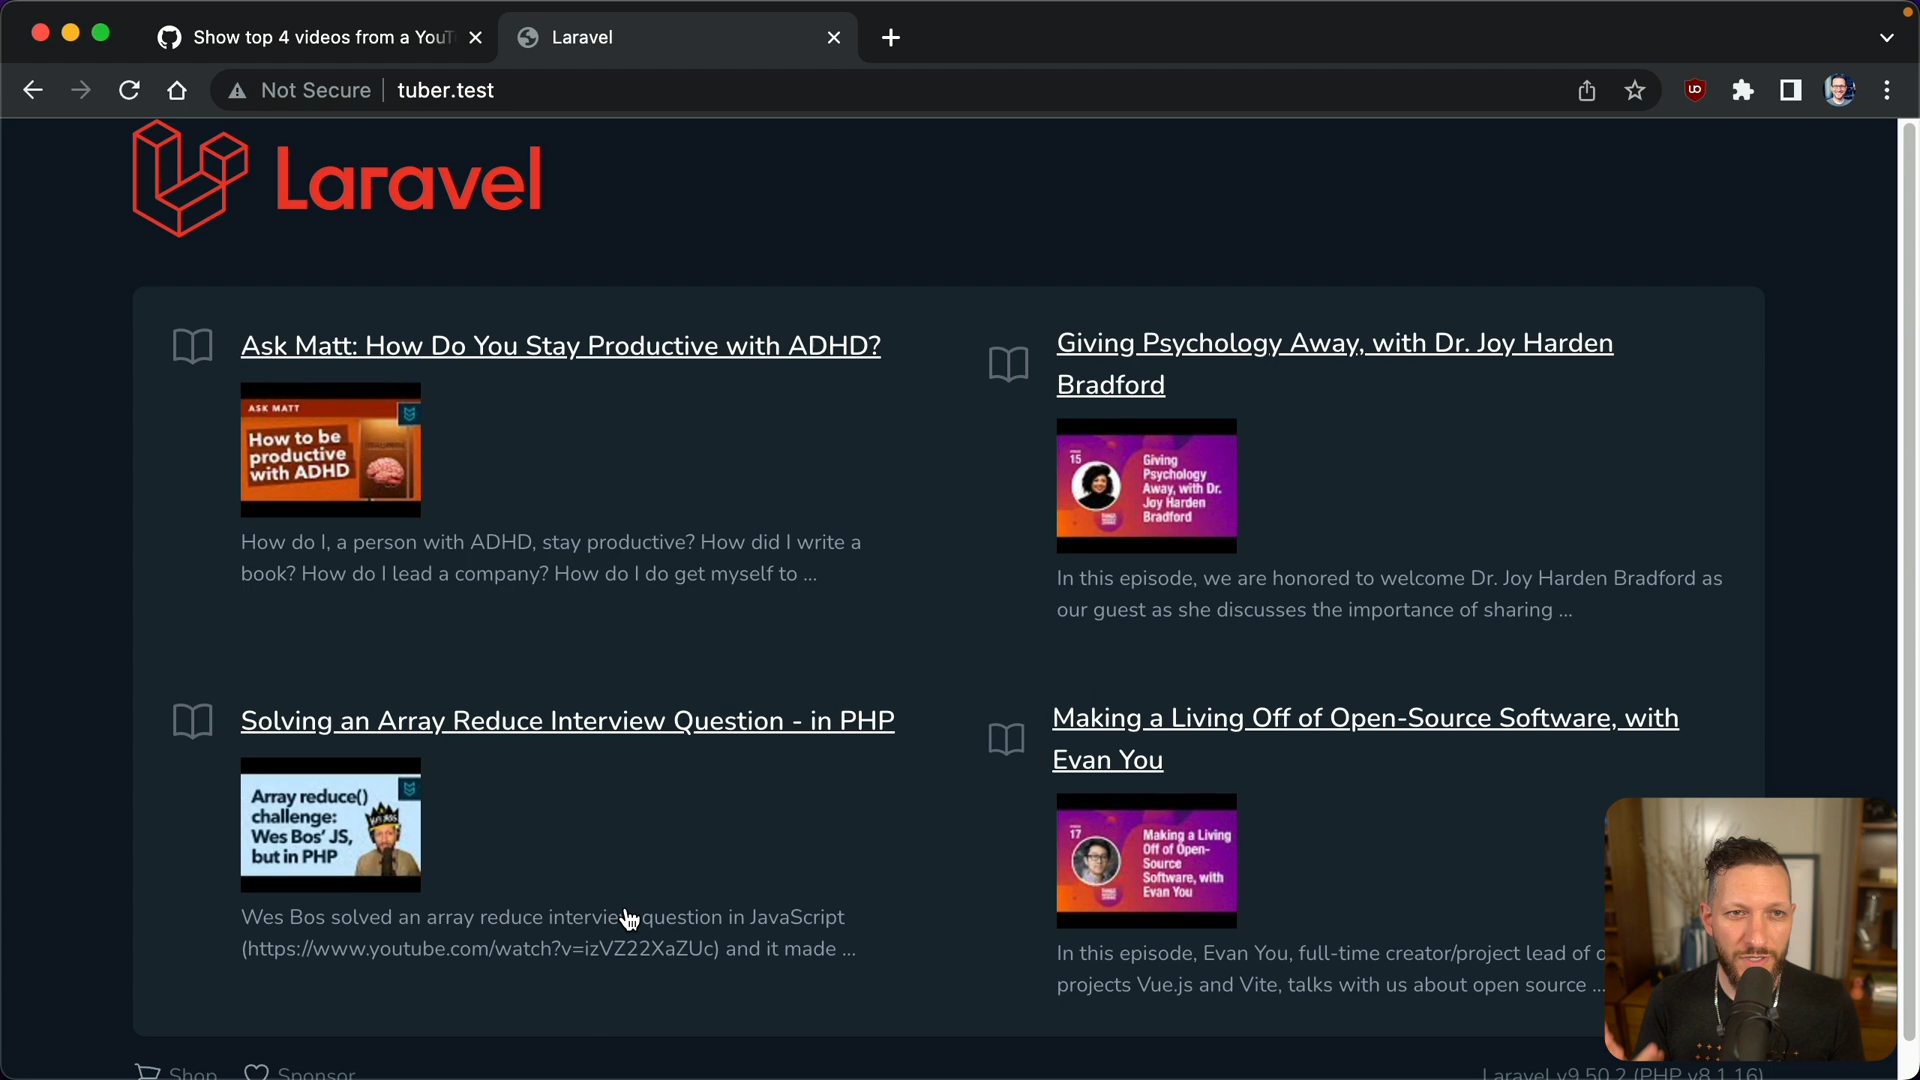 Show top 4 videos from a YouT
Laravel
Not Secure
tuber.test
Laravel
Ask Matt: How Do You Stay Productive with ADHD?
ASK MATT
How to be
productive
with ADHD
How do I, a person with ADHD, stay productive? How did I write a
book? How do I lead a company? How do I do get myself to ...
Giving Psychology Away, with Dr. Joy Harden
Bradford
15
Giving
Psychology
Away, with Dr.
Joy Harden
Bradford
In this episode, we are honored to welcome Dr. Joy Harden Bradford as
our guest as she discusses the importance of sharing ...
Solving an Array Reduce Interview Question - in PHP
Array reduce()
challenge:
Wes Bos' JS,
but in PHP
Wes Bos solved an array reduce interview question in JavaScript
(https://www.youtube.com/watch?v=izVZ22XaZUc) and it made ...
Making a Living Off of Open-Source Software, with
Evan You
17
Making a Living
Off of Open-
Source
Software, with
Evan You
In this episode, Evan You, full-time creator/project lead of
projects Vue.js and Vite, talks with us about open source ...
Shop
Sponsor
Laravel v9.50.2 (PHP v8.1.16)